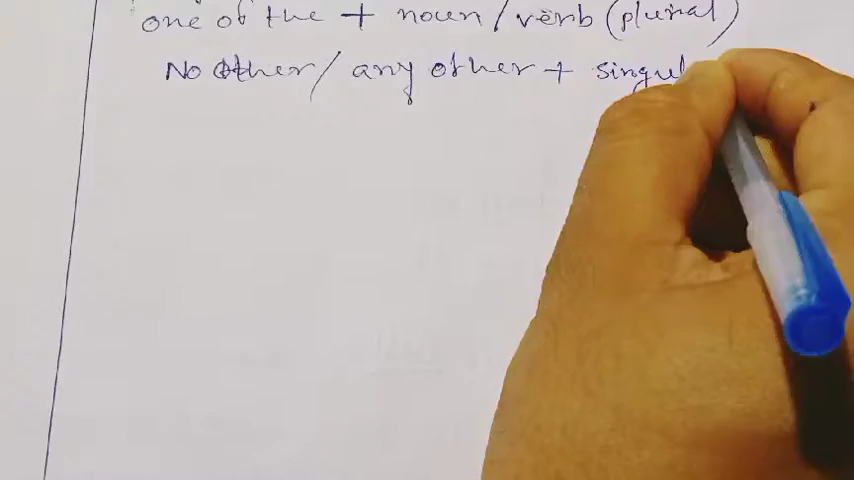 one of the + noun/verb (plural)
No other/ any other + singul